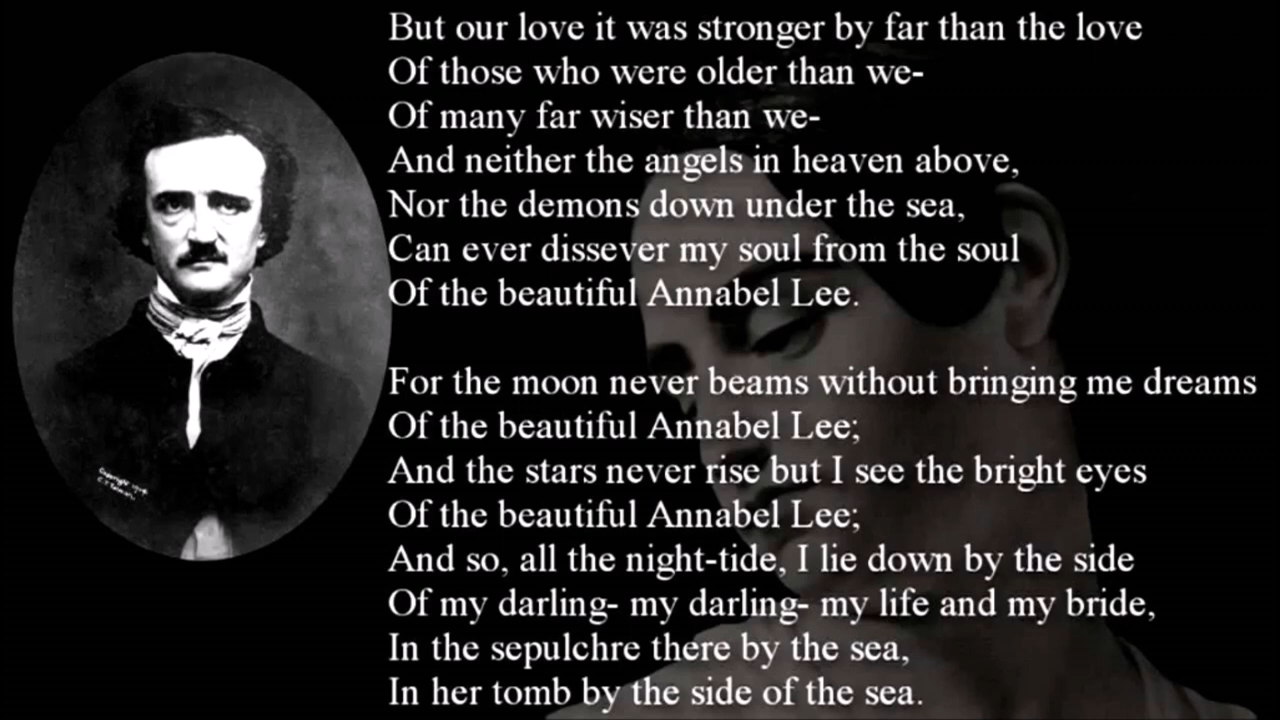 But our love it was stronger by far than the love
Of those who were older than we-
Of many far wiser than we-
And neither the angels in heaven above,
Nor the demons down under the sea,
Can ever dissever my soul from the soul
Of the beautiful Annabel Lee.
For the moon never beams without bringing me dreams
Of the beautiful Annabel Lee;
And the stars never rise but I see the bright eyes
Of the beautiful Annabel Lee;
And so, all the night-tide, I lie down by the side
Of my darling- my darling- my life and my bride,
In the sepulchre there by the sea,
In her tomb by the side of the sea.